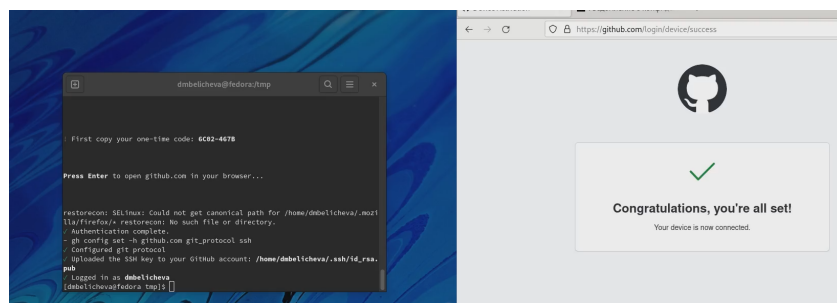 dmbelicheva@fedora:/tmp
! First copy your one-time code: 6C02-467B
Press Enter to open github.com in your browser...
restorecon: SELinux: Could not get canonical path for /home/dmbelicheva/.mozi
lla/firefox/* restorecon: No such file or directory.
✓ Authentication complete.
- gh config set -h github.com git_protocol ssh
✓ Configured git protocol
✓ Uploaded the SSH key to your GitHub account: /home/dmbelicheva/.ssh/id_rsa.
pub
✓ Logged in as dmbelicheva
[dmbelicheva@fedora tmp]$
https://github.com/login/device/success
Congratulations, you're all set!
Your device is now connected.